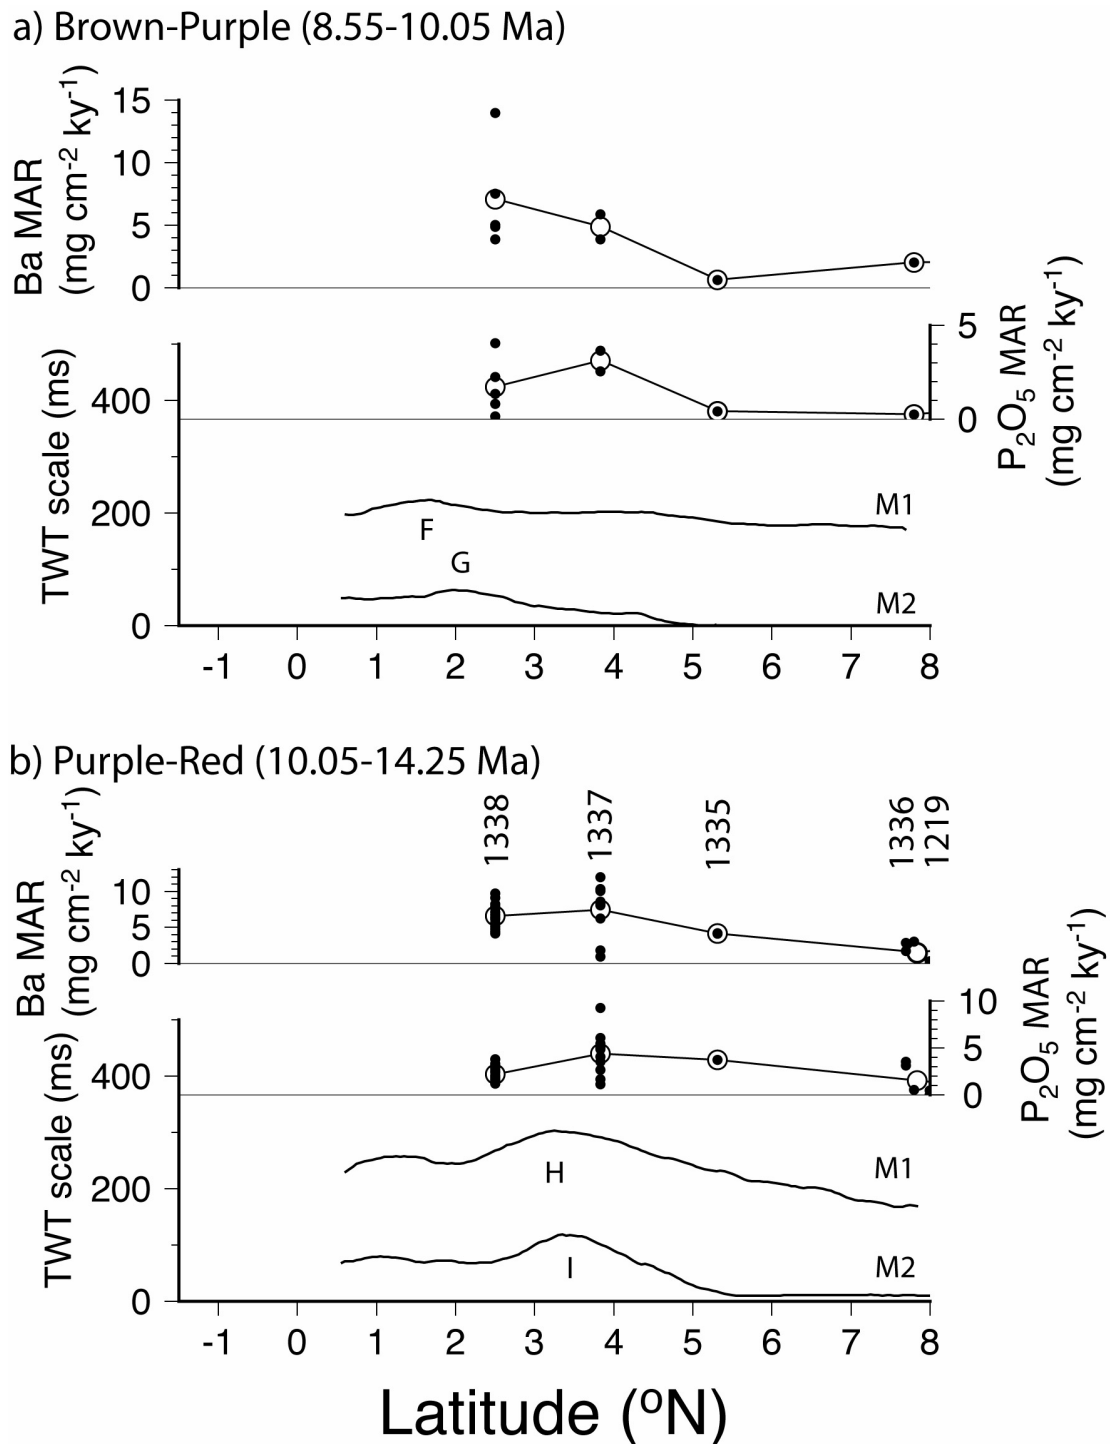 a) Brown-Purple (8.55-10.05 Ma)
Ba MAR
(mg cm-2 ky-1)
15
10
5
0
TWT scale (ms)
400
200
0
5
0
P2O5 MAR
(mg cm-2 ky-1)
M1
F
G
M2
-1 0 1 2 3 4 5 6 7 8
b) Purple-Red (10.05-14.25 Ma)
1338 1337 1335 1336 1219
Ba MAR
(mg cm-2 ky-1)
10
5
0
TWT scale (ms)
400
200
0
10
5
0
P2O5 MAR
(mg cm-2 ky-1)
H
M1
I
M2
-1 0 1 2 3 4 5 6 7 8
Latitude (oN)